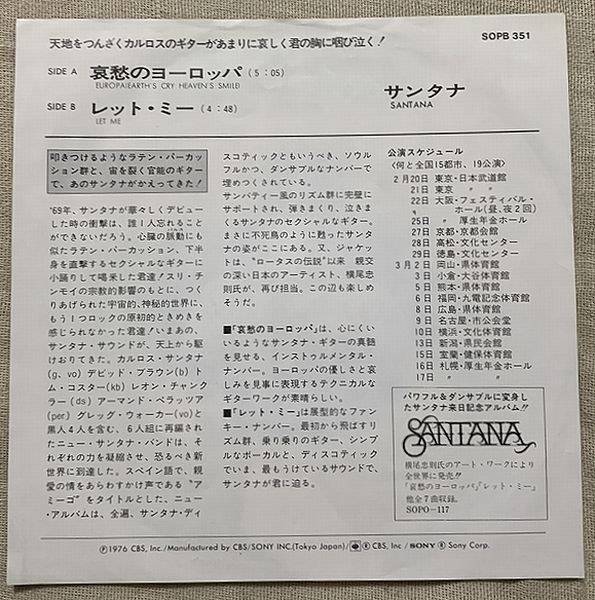 天地をつんざくカルロスのギターがあまりに哀しく君の胸に咽び泣く!
SOPB 351
SIDE A 哀愁のヨーロッパ(5:05)
EUROPA(EARTH'S CRY HEAVEN'S SMILE)
SIDE B レット・ミー(4:48)
LET ME
サンタナ
SANTANA
叩きつけるようなラテン・パーカッ
ション群と、宙を裂く官能のギター
で、あのサンタナがかえってきた!
'69年、サンタナが華々しくデビュー
した時の衝撃は、誰1人忘れること
ができないだろう。心臓の脈動にも
似たラテン・パーカッション、下半
身を直撃するセクシャルなギターに
小踊りして喝采した君達!スリ・チ
ンモイの宗教的影響のもとに、つく
りあげられた宇宙的、神秘的世界に、
もう1つロックの原初的ときめきを
感じられなかった君達!いまあの、
サンタナ・サウンドが、天上から駆
けおりてきた。カルロス・サンタナ
(g、vo)デビッド・ブラウン(b)ト
ム・コスター(kb)レオン・チャンク
ラー(ds)アーマンド・ペラッツア
(per)グレッグ・ウォーカー(vo)と
黒人4人を含む、6人組に再編され
たニュー・サンタナ・バンドは、そ
れぞれの力を凝縮させ、恐るべき新
世界に到達した。スペイン語で、親
愛の情をあらわすかけ声である"ア
ミーゴ"をタイトルとした、ニュー・
アルバムは、全遍、サンタナ・ディ
スコティックともいうべき、ソウル
フルかつ、ダンサブルなナンバーで
埋めつくされている。
サンバティー風のリズム群に完璧に
サポートされ、弾きまくり、泣きま
くるサンタナのセクシャルなギター。
まさに不死鳥のように甦ったサンタ
ナの姿がここにある。又、ジャケッ
トは、"ロータスの伝説"以来 親交
の深い日本のアーティスト、横尾忠
則氏が、再び担当。この辺も楽しめ
そうだ。
■「哀愁のヨーロッパ」は、心にくい
いるようなサンタナ・ギターの真髄
を見せる、インストゥルメンタル・
ナンバー。ヨーロッパの優しさと哀
しみを見事に表現するテクニカルな
ギターワークが素晴らしい。
■「レット・ミー」は展型的なファン
キー・ナンバー。最初から飛ばすリ
ズム群、乗り乗りのギター、シンプ
ルなボーカルと、ディスコティック
でいま、最もうけているサウンドで、
サンタナが君に迫る。
公演スケジュール
〈何と全国15都市、19公演〉
2月20日 東京・日本武道館
21日 東京 〃
22日 大阪・フェスティバル・
ホール(昼、夜2回)
25日 〃 厚生年金ホール
27日 京都・京都会館
28日 高松・文化センター
29日 徳島・文化センター
3月2日 岡山・県体育館
3日 小倉・大谷体育館
5日 熊本・県体育館
6日 福岡・九電記念体育館
8日 広島・県体育館
9日 名古屋・市公会堂
10日 横浜・文化体育館
13日 新潟・県民会館
15日 室蘭・健保体育館
16日 札幌・厚生年金ホール
17日 〃 〃
パワフル&ダンサブルに変身し
たサンタナ来日記念アルバム!!
SANTANA
横尾忠則氏のアート・ワークにより
全世界に発売!!
「哀愁のヨーロッパ」「レット・ミー」
他全7曲収録。
SOPO-117
Ⓟ1976 CBS, Inc./Manufactured by CBS/SONY INC.(Tokyo Japan)/ ® CBS, Inc / SONY ® Sony Corp.